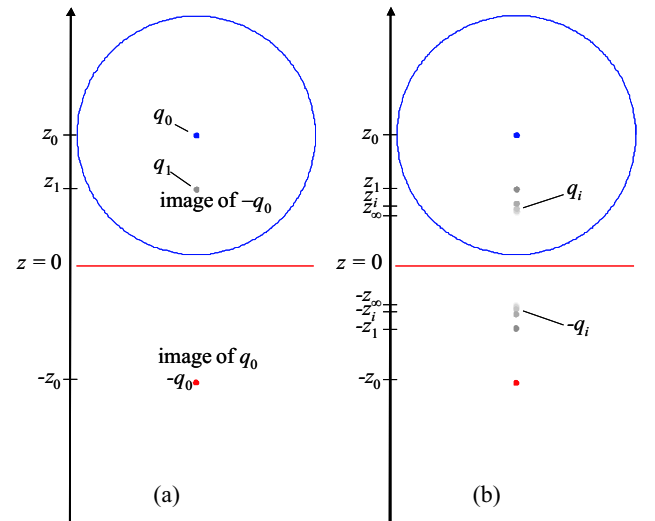 q₀
z₀
q₁
z₁
image of –q₀
z = 0
image of q₀
-z₀
-q₀
(a)
z₀
z₁
zᵢ
z∞
qᵢ
z = 0
-z∞
-zᵢ
-z₁
-qᵢ
-z₀
(b)